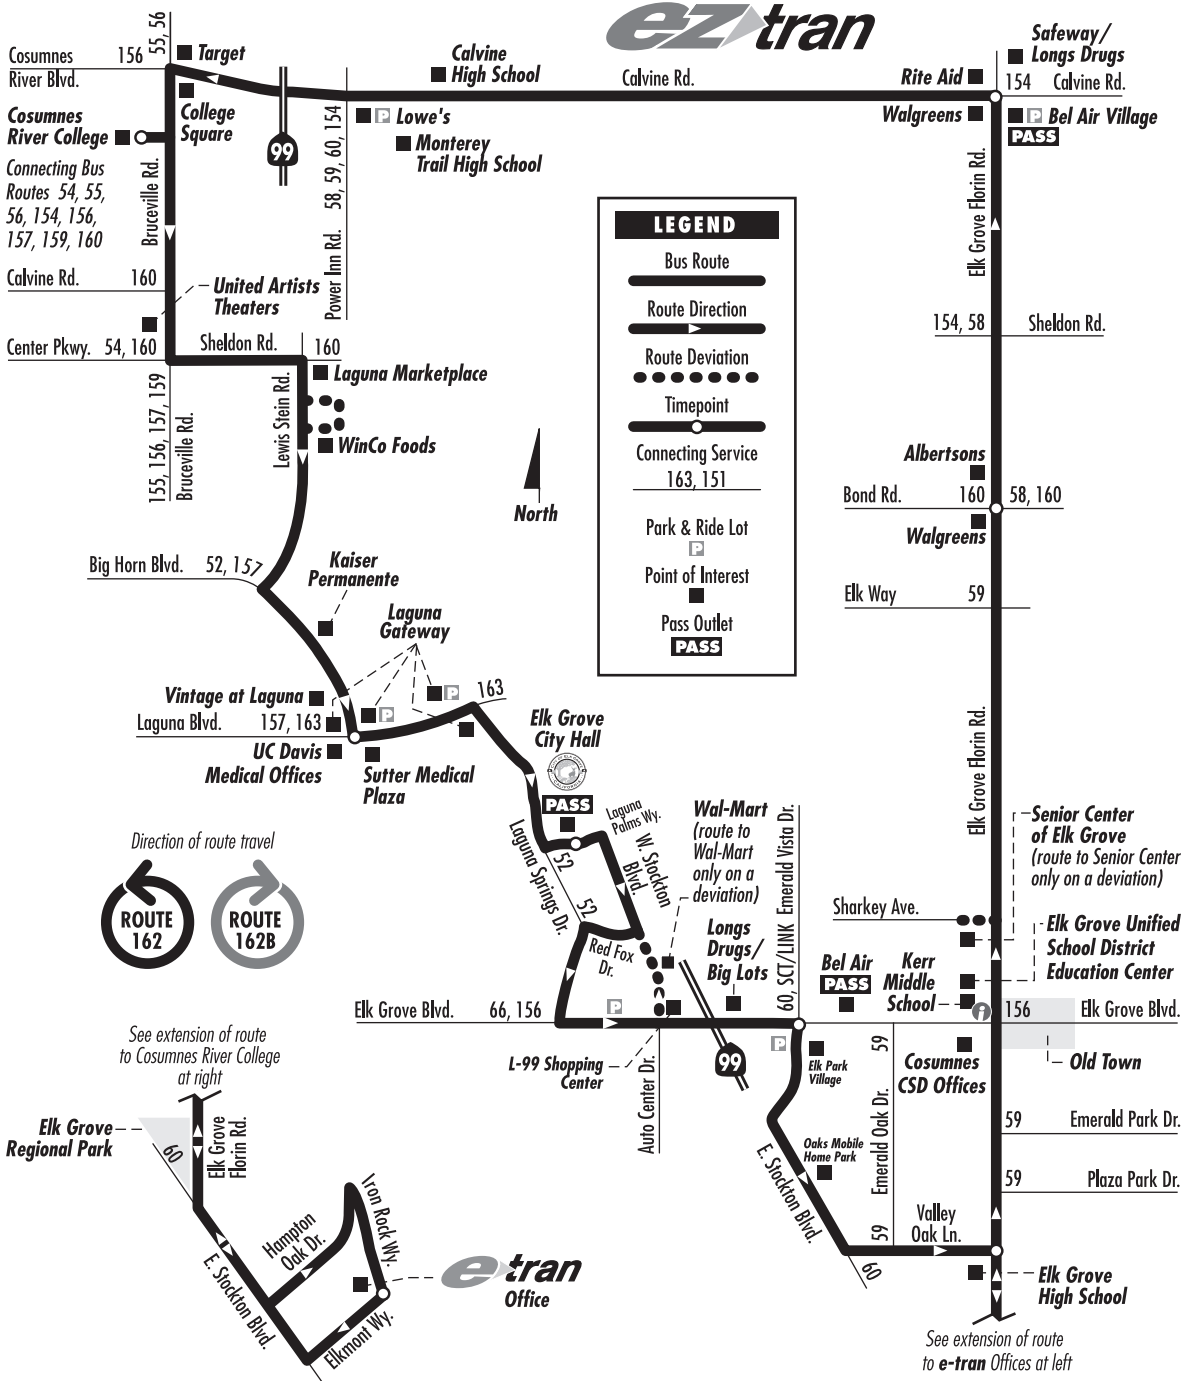 ez tran
Cosumnes
River Blvd.
156
55, 56
Target
College
Square
Cosumnes
River College
Connecting Bus
Routes 54, 55,
56, 154, 156,
157, 159, 160
Bruceville Rd.
99
Power Inn Rd.
58, 59, 60, 154
Calvine
High School
Calvine Rd.
P Lowe's
Monterey
Trail High School
Rite Aid
Walgreens
Safeway/
Longs Drugs
154 Calvine Rd.
P Bel Air Village
PASS
Elk Grove Florin Rd.
Calvine Rd. 160
United Artists
Theaters
Center Pkwy. 54, 160
Sheldon Rd.
160
155, 156, 157, 159
Bruceville Rd.
Lewis Stein Rd.
Laguna Marketplace
WinCo Foods
LEGEND
Bus Route
Route Direction
Route Deviation
Timepoint
Connecting Service
163, 151
Park & Ride Lot
P
Point of Interest
Pass Outlet
PASS
North
154, 58
Sheldon Rd.
Albertsons
Bond Rd. 160
58, 160
Walgreens
Elk Way 59
Big Horn Blvd. 52, 157
Kaiser
Permanente
Laguna
Gateway
Vintage at Laguna
Laguna Blvd. 157, 163
UC Davis
Medical Offices
P
P
163
Sutter Medical
Plaza
Elk Grove
City Hall
CITY OF ELK GROVE
CALIFORNIA
PASS
Laguna
Palms Wy.
W. Stockton
Blvd.
Laguna Springs Dr.
52
52
Red Fox
Dr.
Wal-Mart
(route to
Wal-Mart
only on a
deviation)
Longs
Drugs/
Big Lots
60, SCT/LINK Emerald Vista Dr.
Elk Grove Florin Rd.
Senior Center
of Elk Grove
(route to Senior Center
only on a deviation)
Sharkey Ave.
Elk Grove Unified
School District
Education Center
Bel Air
PASS
Kerr
Middle
School
i
156 Elk Grove Blvd.
Old Town
Cosumnes
CSD Offices
Direction of route travel
ROUTE
162
ROUTE
162B
Elk Grove Blvd. 66, 156
P
L-99 Shopping
Center
Auto Center Dr.
99
P
Elk Park
Village
Oaks Mobile
Home Park
E. Stockton Blvd.
60
59
Emerald Oak Dr.
59
Valley
Oak Ln.
59 Emerald Park Dr.
59 Plaza Park Dr.
Elk Grove
High School
See extension of route
to e-tran Offices at left
See extension of route
to Cosumnes River College
at right
Elk Grove
Regional Park
60
Elk Grove
Florin Rd.
E. Stockton Blvd.
Hampton
Oak Dr.
Iron Rock Wy.
Elkmont Wy.
e tran
Office